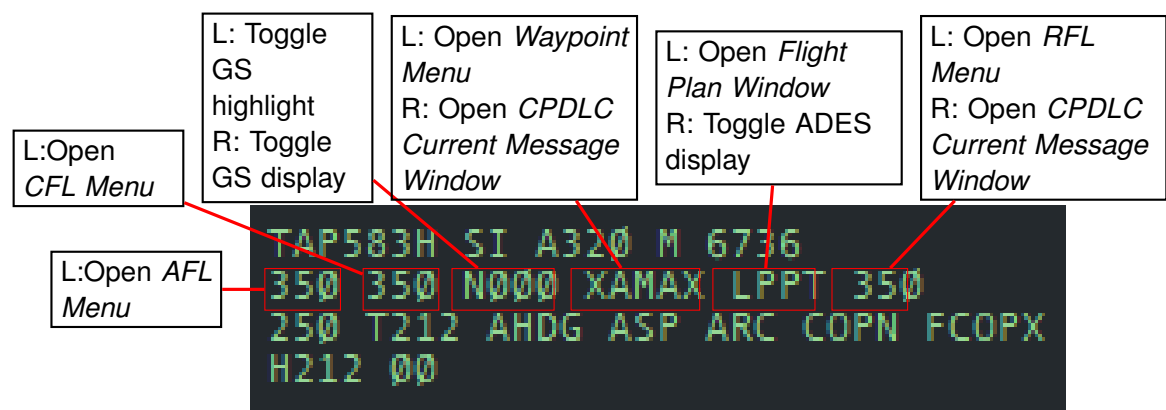 L: Toggle
GS
highlight
R: Toggle
GS display
L: Open Waypoint
Menu
R: Open CPDLC
Current Message
Window
L: Open Flight
Plan Window
R: Toggle ADES
display
L: Open RFL
Menu
R: Open CPDLC
Current Message
Window
L:Open
CFL Menu
L:Open AFL
Menu
TAP583H SI A320 M 6736
350 350 N000 XAMAX LPPT 350
250 T212 AHDG ASP ARC COPN FCOPX
H212 00